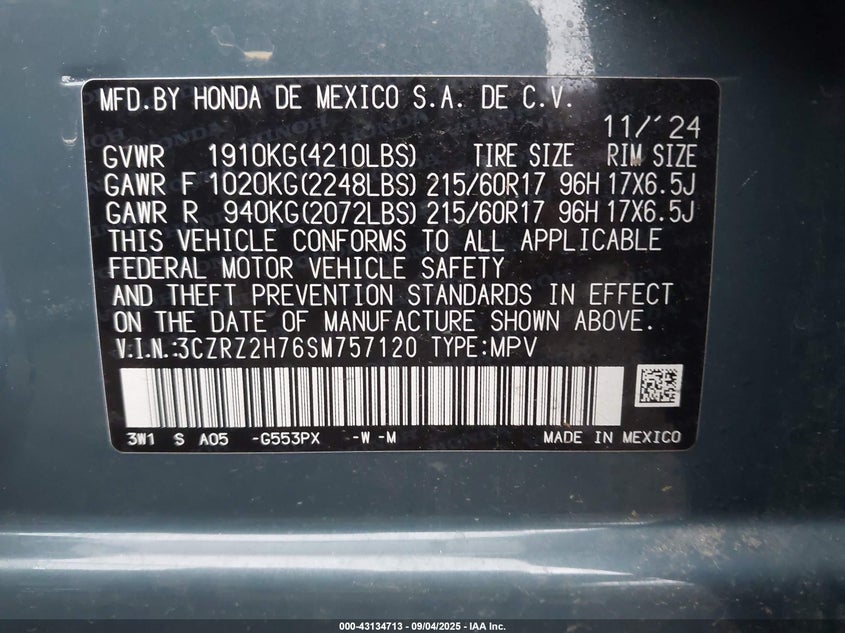 MFD.BY HONDA DE MEXICO S.A. DE C.V.
11/'24
GVWR 1910KG(4210LBS) TIRE SIZE RIM SIZE
GAWR F 1020KG(2248LBS) 215/60R17 96H 17X6.5J
GAWR R 940KG(2072LBS) 215/60R17 96H 17X6.5J
THIS VEHICLE CONFORMS TO ALL APPLICABLE
FEDERAL MOTOR VEHICLE SAFETY
AND THEFT PREVENTION STANDARDS IN EFFECT
ON THE DATE OF MANUFACTURE SHOWN ABOVE.
V.I.N.:3CZRZ2H76SM757120 TYPE:MPV
3W1 S A05 -G553PX -W -M MADE IN MEXICO
000-43134713 - 09/04/2025 - IAA Inc.